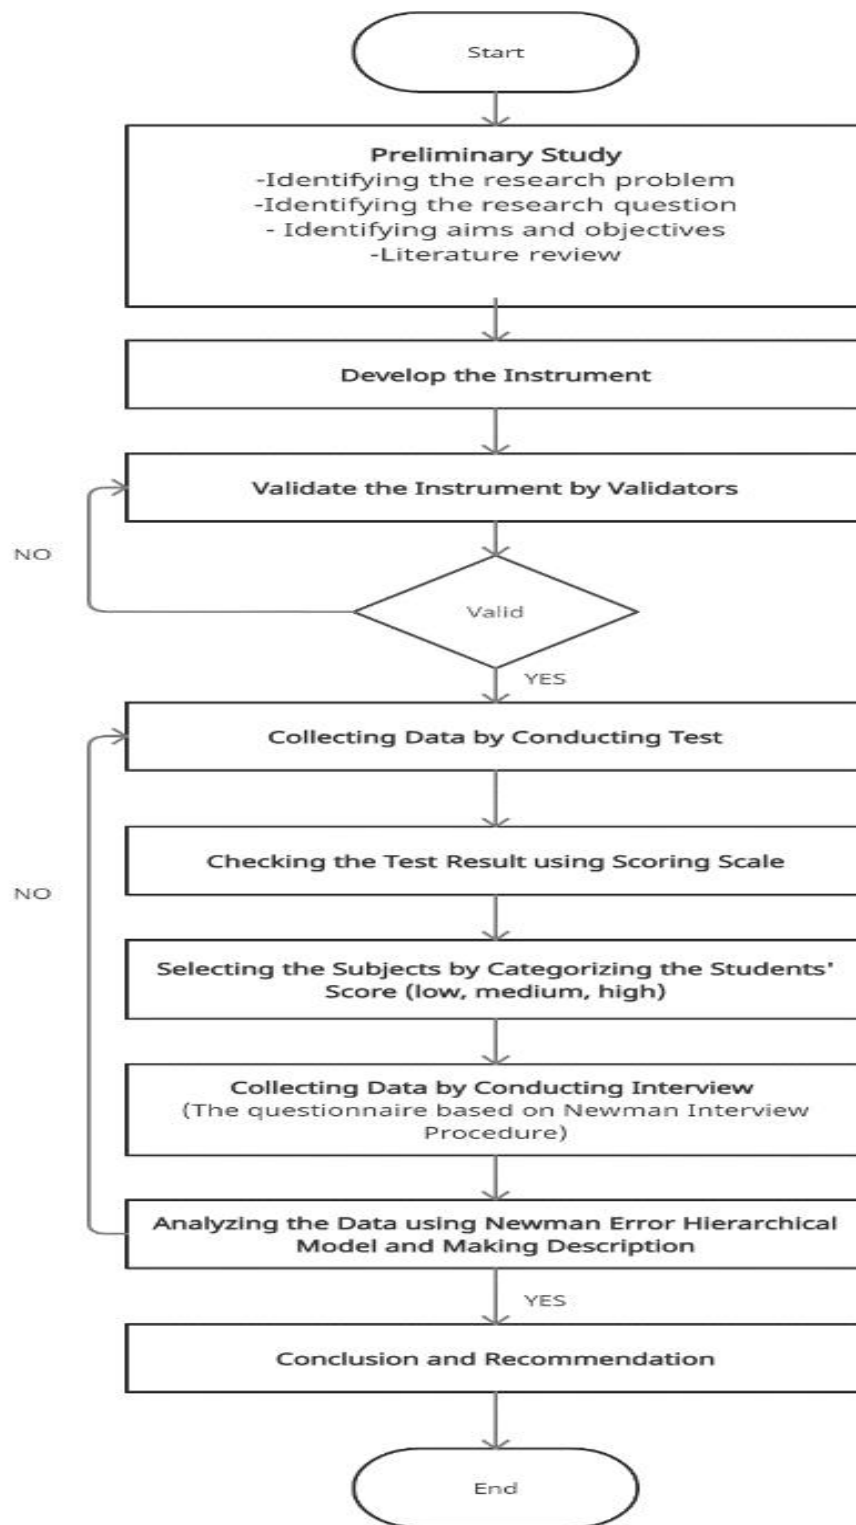 Start
Preliminary Study
-Identifying the research problem
-Identifying the research question
- Identifying aims and objectives
-Literature review
Develop the Instrument
Validate the Instrument by Validators
NO
Valid
YES
Collecting Data by Conducting Test
Checking the Test Result using Scoring Scale
NO
Selecting the Subjects by Categorizing the Students'
Score (low, medium, high)
Collecting Data by Conducting Interview
(The questionnaire based on Newman Interview
Procedure)
Analyzing the Data using Newman Error Hierarchical
Model and Making Description
YES
Conclusion and Recommendation
End